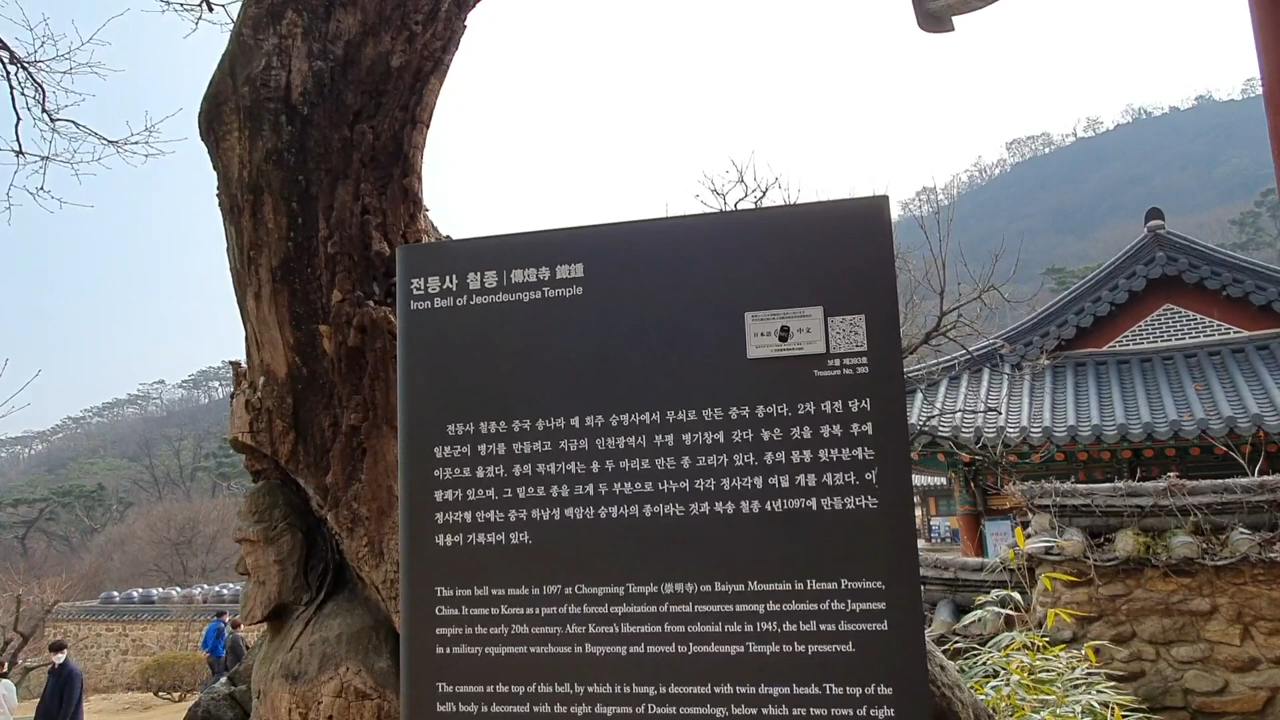 전등사 철종 | 傳燈寺 鐵鍾
Iron Bell of Jeondeungsa Temple
日本語 中文
보물 제393호
Treasure No. 393
전등사 철종은 중국 송나라 때 회주 숭명사에서 무쇠로 만든 중국 종이다. 2차 대전 당시
일본군이 병기를 만들려고 지금의 인천광역시 부평 병기창에 갖다 놓은 것을 광복 후에
이곳으로 옮겼다. 종의 꼭대기에는 용 두 마리로 만든 종 고리가 있다. 종의 몸통 윗부분에는
팔괘가 있으며, 그 밑으로 종을 크게 두 부분으로 나누어 각각 정사각형 여덟 개를 새겼다. 이
정사각형 안에는 중국 하남성 백암산 숭명사의 종이라는 것과 북송 철종 4년1097에 만들었다는
내용이 기록되어 있다.
This iron bell was made in 1097 at Chongming Temple (崇明寺) on Baiyun Mountain in Henan Province,
China. It came to Korea as a part of the forced exploitation of metal resources among the colonies of the Japanese
empire in the early 20th century. After Korea's liberation from colonial rule in 1945, the bell was discovered
in a military equipment warehouse in Bupyeong and moved to Jeondeungsa Temple to be preserved.
The cannon at the top of this bell, by which it is hung, is decorated with twin dragon heads. The top of the
bell's body is decorated with the eight diagrams of Daoist cosmology, below which are two rows of eight